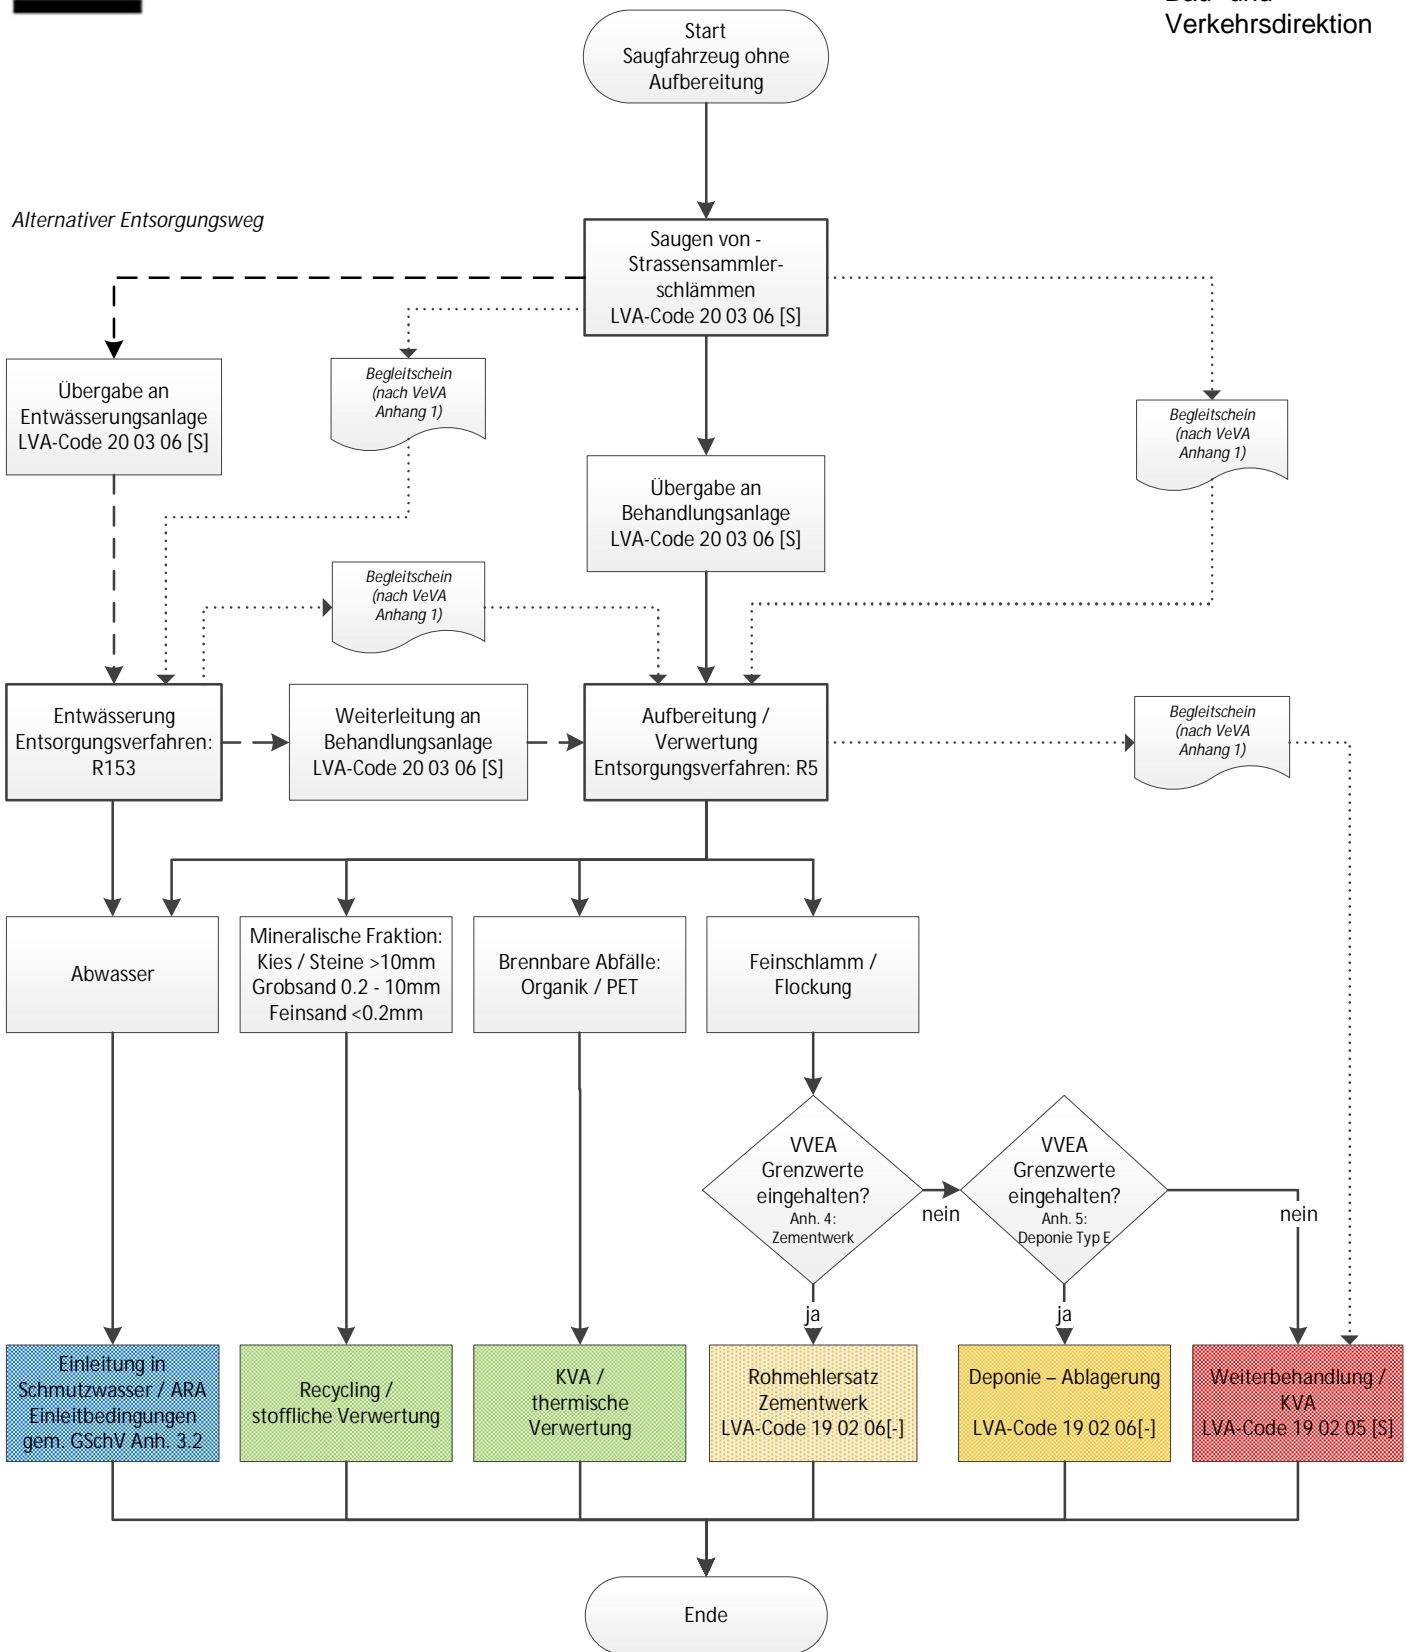 Bau- und
Verkehrsdirektion
Start
Saugfahrzeug ohne
Aufbereitung
Alternativer Entsorgungsweg
Saugen von -
Strassensammler-
schlämmen
LVA-Code 20 03 06 [S]
Übergabe an
Entwässerungsanlage
LVA-Code 20 03 06 [S]
Begleitschein
(nach VeVA
Anhang 1)
Begleitschein
(nach VeVA
Anhang 1)
Übergabe an
Behandlungsanlage
LVA-Code 20 03 06 [S]
Begleitschein
(nach VeVA
Anhang 1)
Entwässerung
Entsorgungsverfahren:
R153
Weiterleitung an
Behandlungsanlage
LVA-Code 20 03 06 [S]
Aufbereitung /
Verwertung
Entsorgungsverfahren: R5
Begleitschein
(nach VeVA
Anhang 1)
Abwasser
Mineralische Fraktion:
Kies / Steine >10mm
Grobsand 0.2 - 10mm
Feinsand <0.2mm
Brennbare Abfälle:
Organik / PET
Feinschlamm /
Flockung
VVEA
Grenzwerte
eingehalten?
Anh. 4:
Zementwerk
nein
VVEA
Grenzwerte
eingehalten?
Anh. 5:
Deponie Typ E
nein
ja
ja
Einleitung in
Schmutzwasser / ARA
Einleitbedingungen
gem. GSchV Anh. 3.2
Recycling /
stoffliche Verwertung
KVA /
thermische
Verwertung
Rohmehlersatz
Zementwerk
LVA-Code 19 02 06[-]
Deponie – Ablagerung
LVA-Code 19 02 06[-]
Weiterbehandlung /
KVA
LVA-Code 19 02 05 [S]
Ende